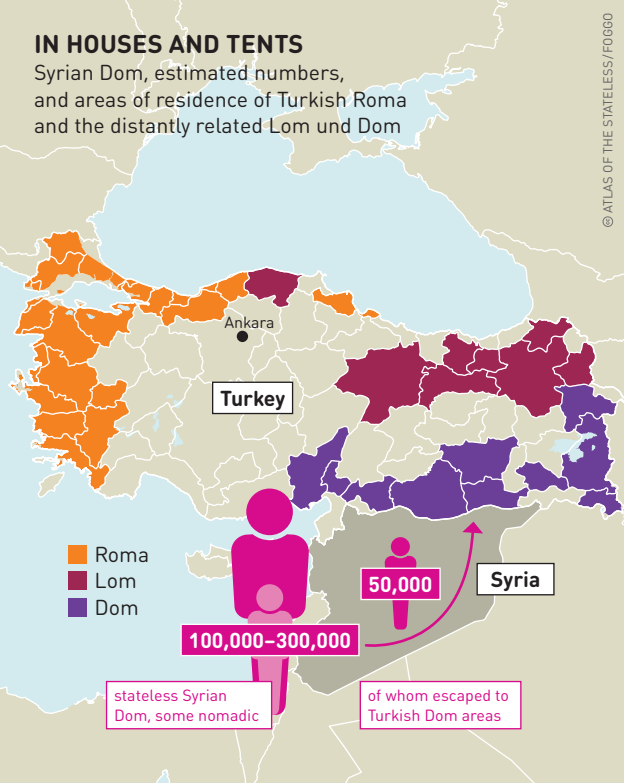 IN HOUSES AND TENTS
Syrian Dom, estimated numbers,
and areas of residence of Turkish Roma
and the distantly related Lom und Dom
Ankara
Turkey
Roma
Lom
Dom
50,000
Syria
100,000–300,000
stateless Syrian
Dom, some nomadic
of whom escaped to
Turkish Dom areas
🅭 ATLAS OF THE STATELESS/FOGGO